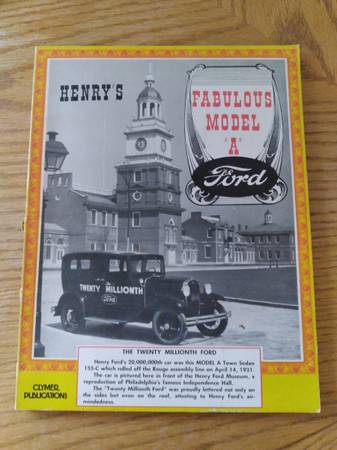 HENRY'S
FABULOUS
MODEL
"A"
Ford
TWENTY MILLIONTH
FORD
THE TWENTY MILLIONTH FORD
Henry Ford's 20,000,000th car was this MODEL A Town Sedan
155-C which rolled off the Rouge assembly line on April 14, 1931.
The car is pictured here in front of the Henry Ford Museum, a
reproduction of Philadelphia's famous Independence Hall.
The "Twenty Millionth Ford" was proudly lettered not only on
the sides but even on the roof, attesting to Henry Ford's air-
mindedness.
CLYMER
PUBLICATIONS